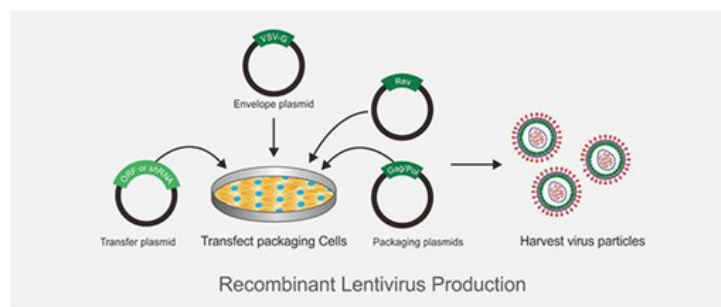 VSV-G
Envelope plasmid
Rev
ORF or shRNA
Gag/Pol
Transfer plasmid
Transfect packaging Cells
Packaging plasmids
Harvest virus particles
Recombinant Lentivirus Production